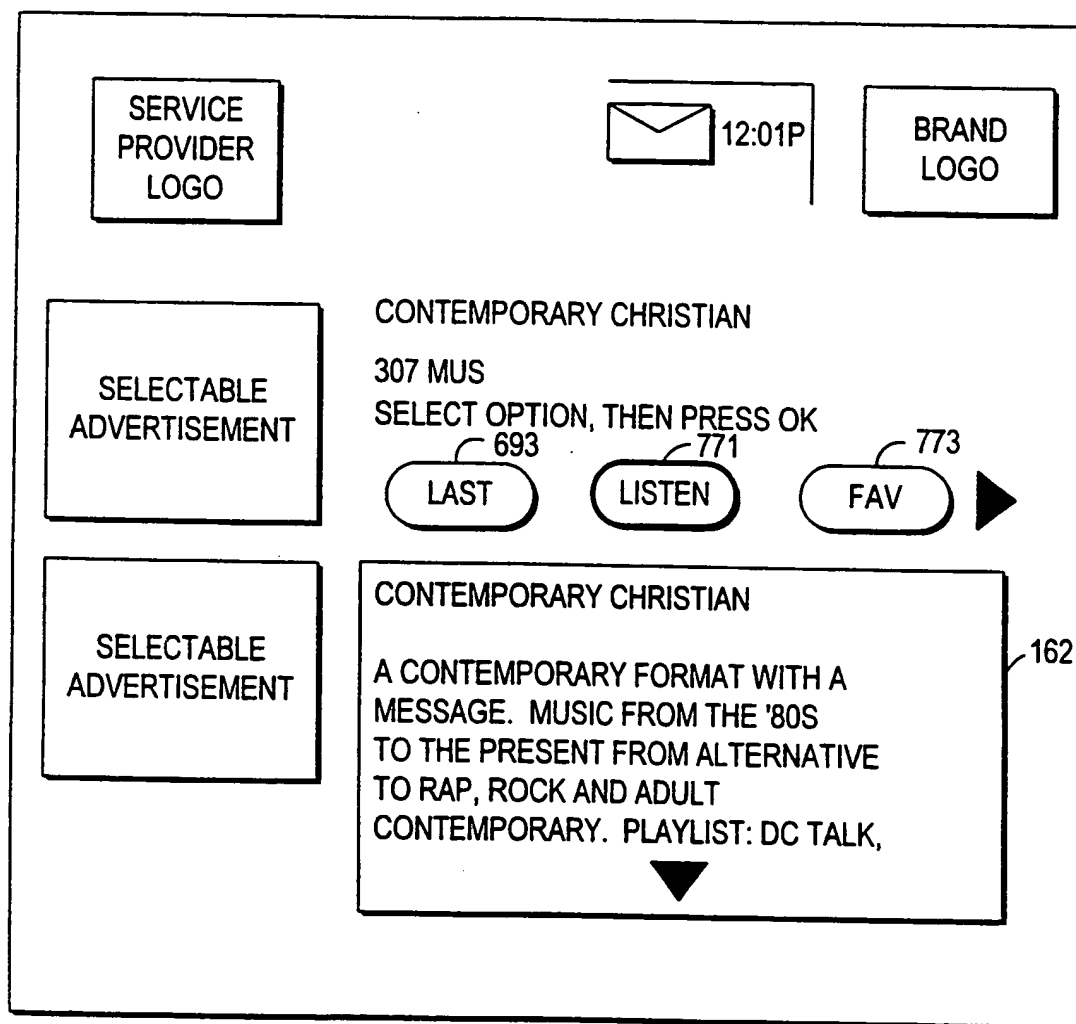 SERVICE
PROVIDER
LOGO
12:01P
BRAND
LOGO
SELECTABLE
ADVERTISEMENT
CONTEMPORARY CHRISTIAN
307 MUS
SELECT OPTION, THEN PRESS OK
693
771
773
LAST
LISTEN
FAV
SELECTABLE
ADVERTISEMENT
CONTEMPORARY CHRISTIAN
162
A CONTEMPORARY FORMAT WITH A
MESSAGE. MUSIC FROM THE '80S
TO THE PRESENT FROM ALTERNATIVE
TO RAP, ROCK AND ADULT
CONTEMPORARY. PLAYLIST: DC TALK,